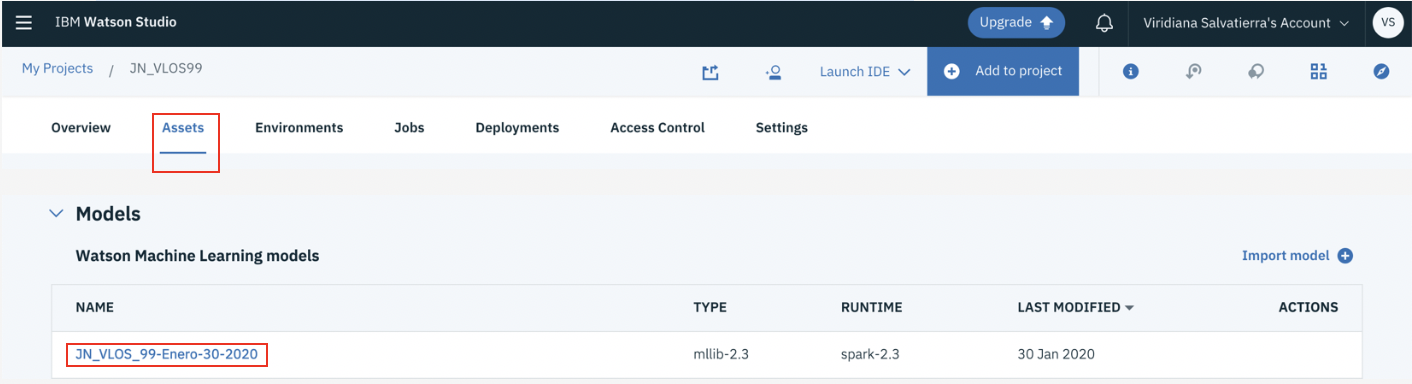 IBM Watson Studio Upgrade Viridiana Salvatierra's Account VS
My Projects / JN_VLOS99 Launch IDE Add to project
Overview Assets Environments Jobs Deployments Access Control Settings
Models
Watson Machine Learning models Import model
NAME TYPE RUNTIME LAST MODIFIED ACTIONS
JN_VLOS_99-Enero-30-2020 mllib-2.3 spark-2.3 30 Jan 2020